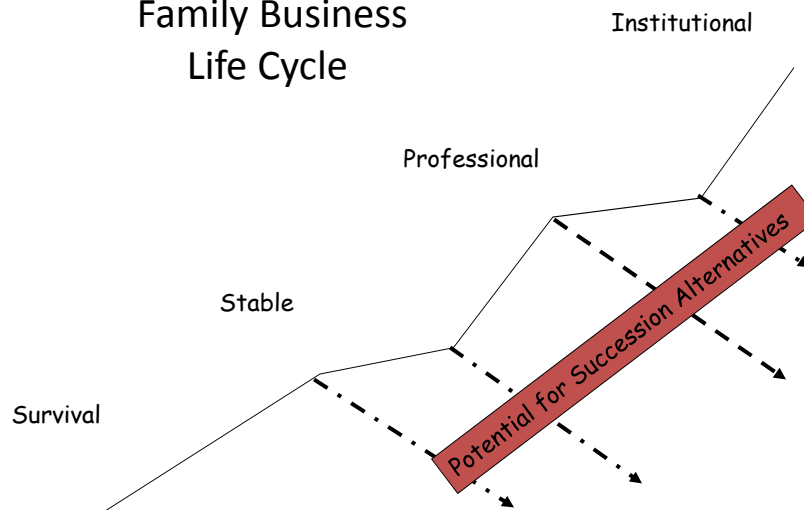 Family Business
Life Cycle
Institutional
Professional
Stable
Survival
Potential for Succession Alternatives